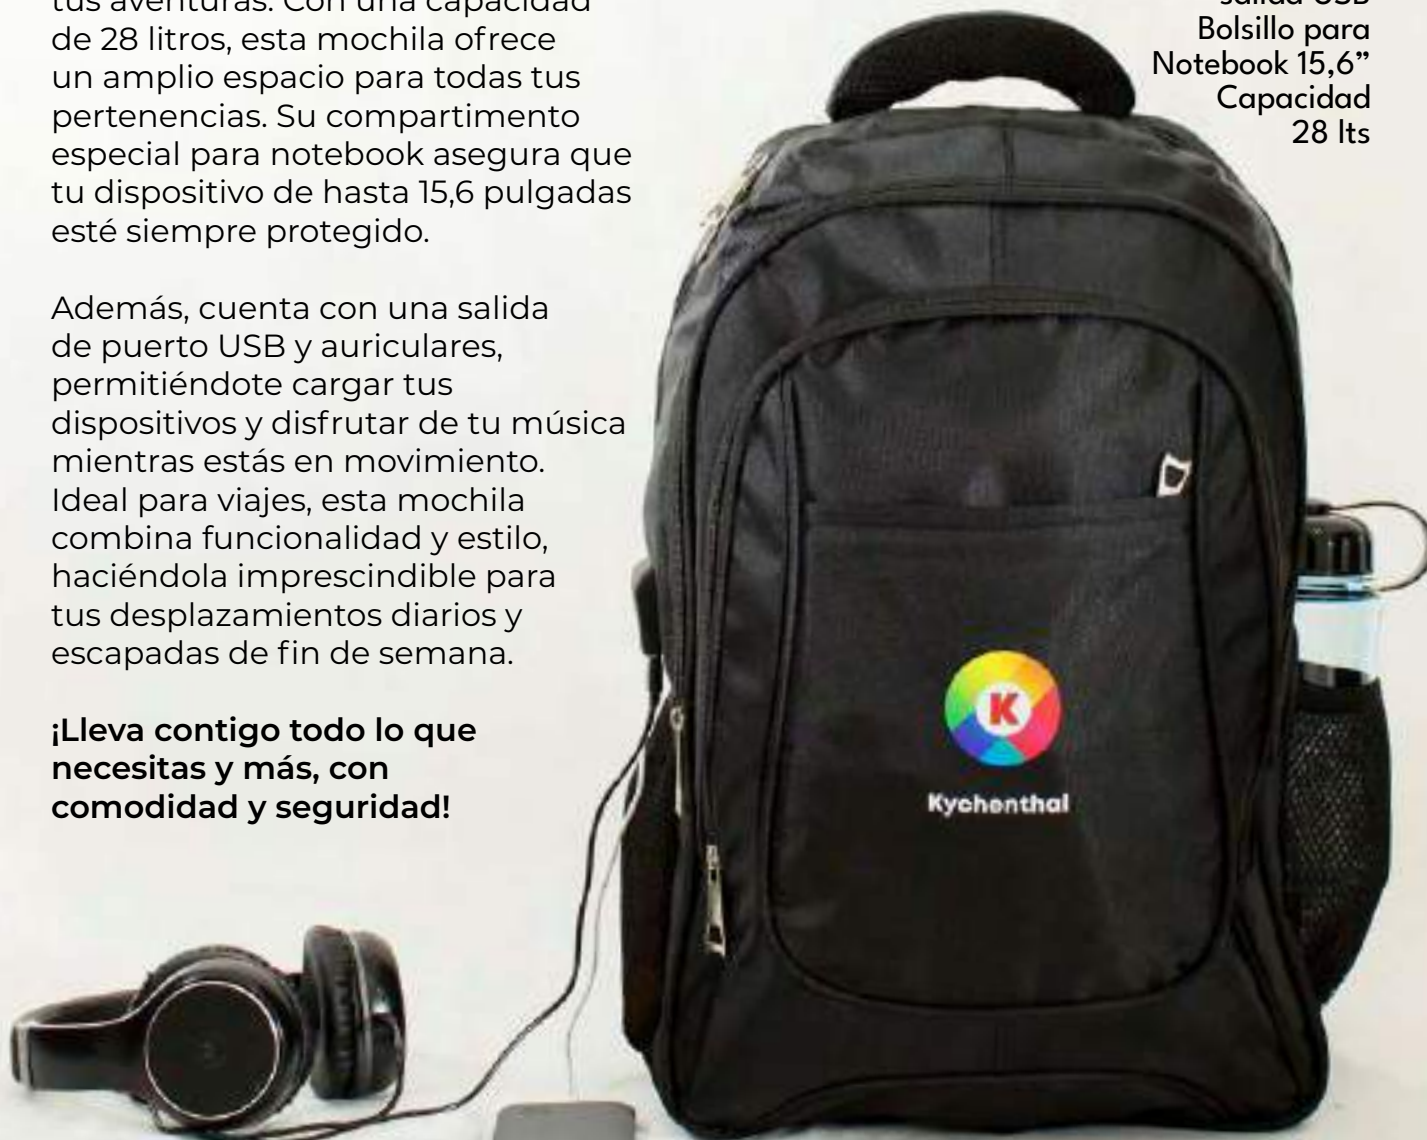 tus aventuras. Con una capacidad
de 28 litros, esta mochila ofrece
un amplio espacio para todas tus
pertenencias. Su compartimento
especial para notebook asegura que
tu dispositivo de hasta 15,6 pulgadas
esté siempre protegido.
Además, cuenta con una salida
de puerto USB y auriculares,
permitiéndote cargar tus
dispositivos y disfrutar de tu música
mientras estás en movimiento.
Ideal para viajes, esta mochila
combina funcionalidad y estilo,
haciéndola imprescindible para
tus desplazamientos diarios y
escapadas de fin de semana.
¡Lleva contigo todo lo que
necesitas y más, con
comodidad y seguridad!
salida USB
Bolsillo para
Notebook 15,6”
Capacidad
28 lts
K
Kychenthal